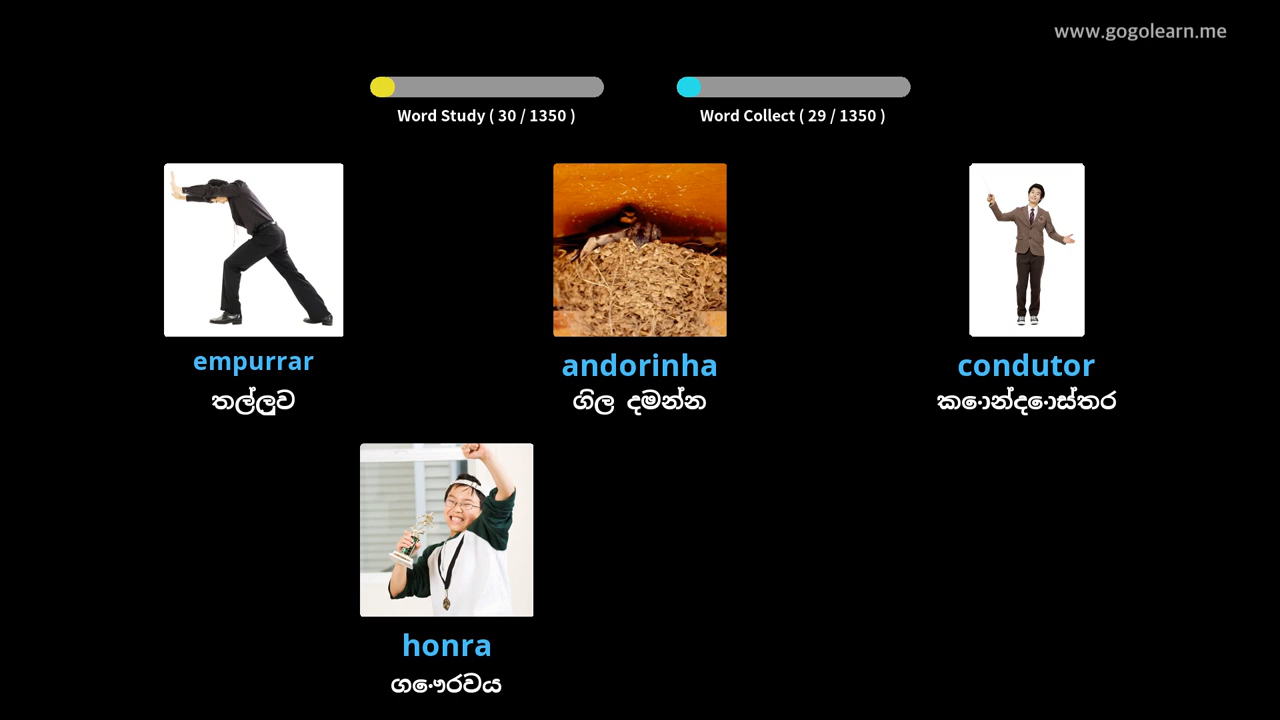 www.gogolearn.me
Word Study ( 30 / 1350 )
Word Collect ( 29 / 1350 )
empurrar
තල්ලුව
andorinha
ගිල දමන්න
condutor
කොන්දොස්තර
honra
ගෞරවය